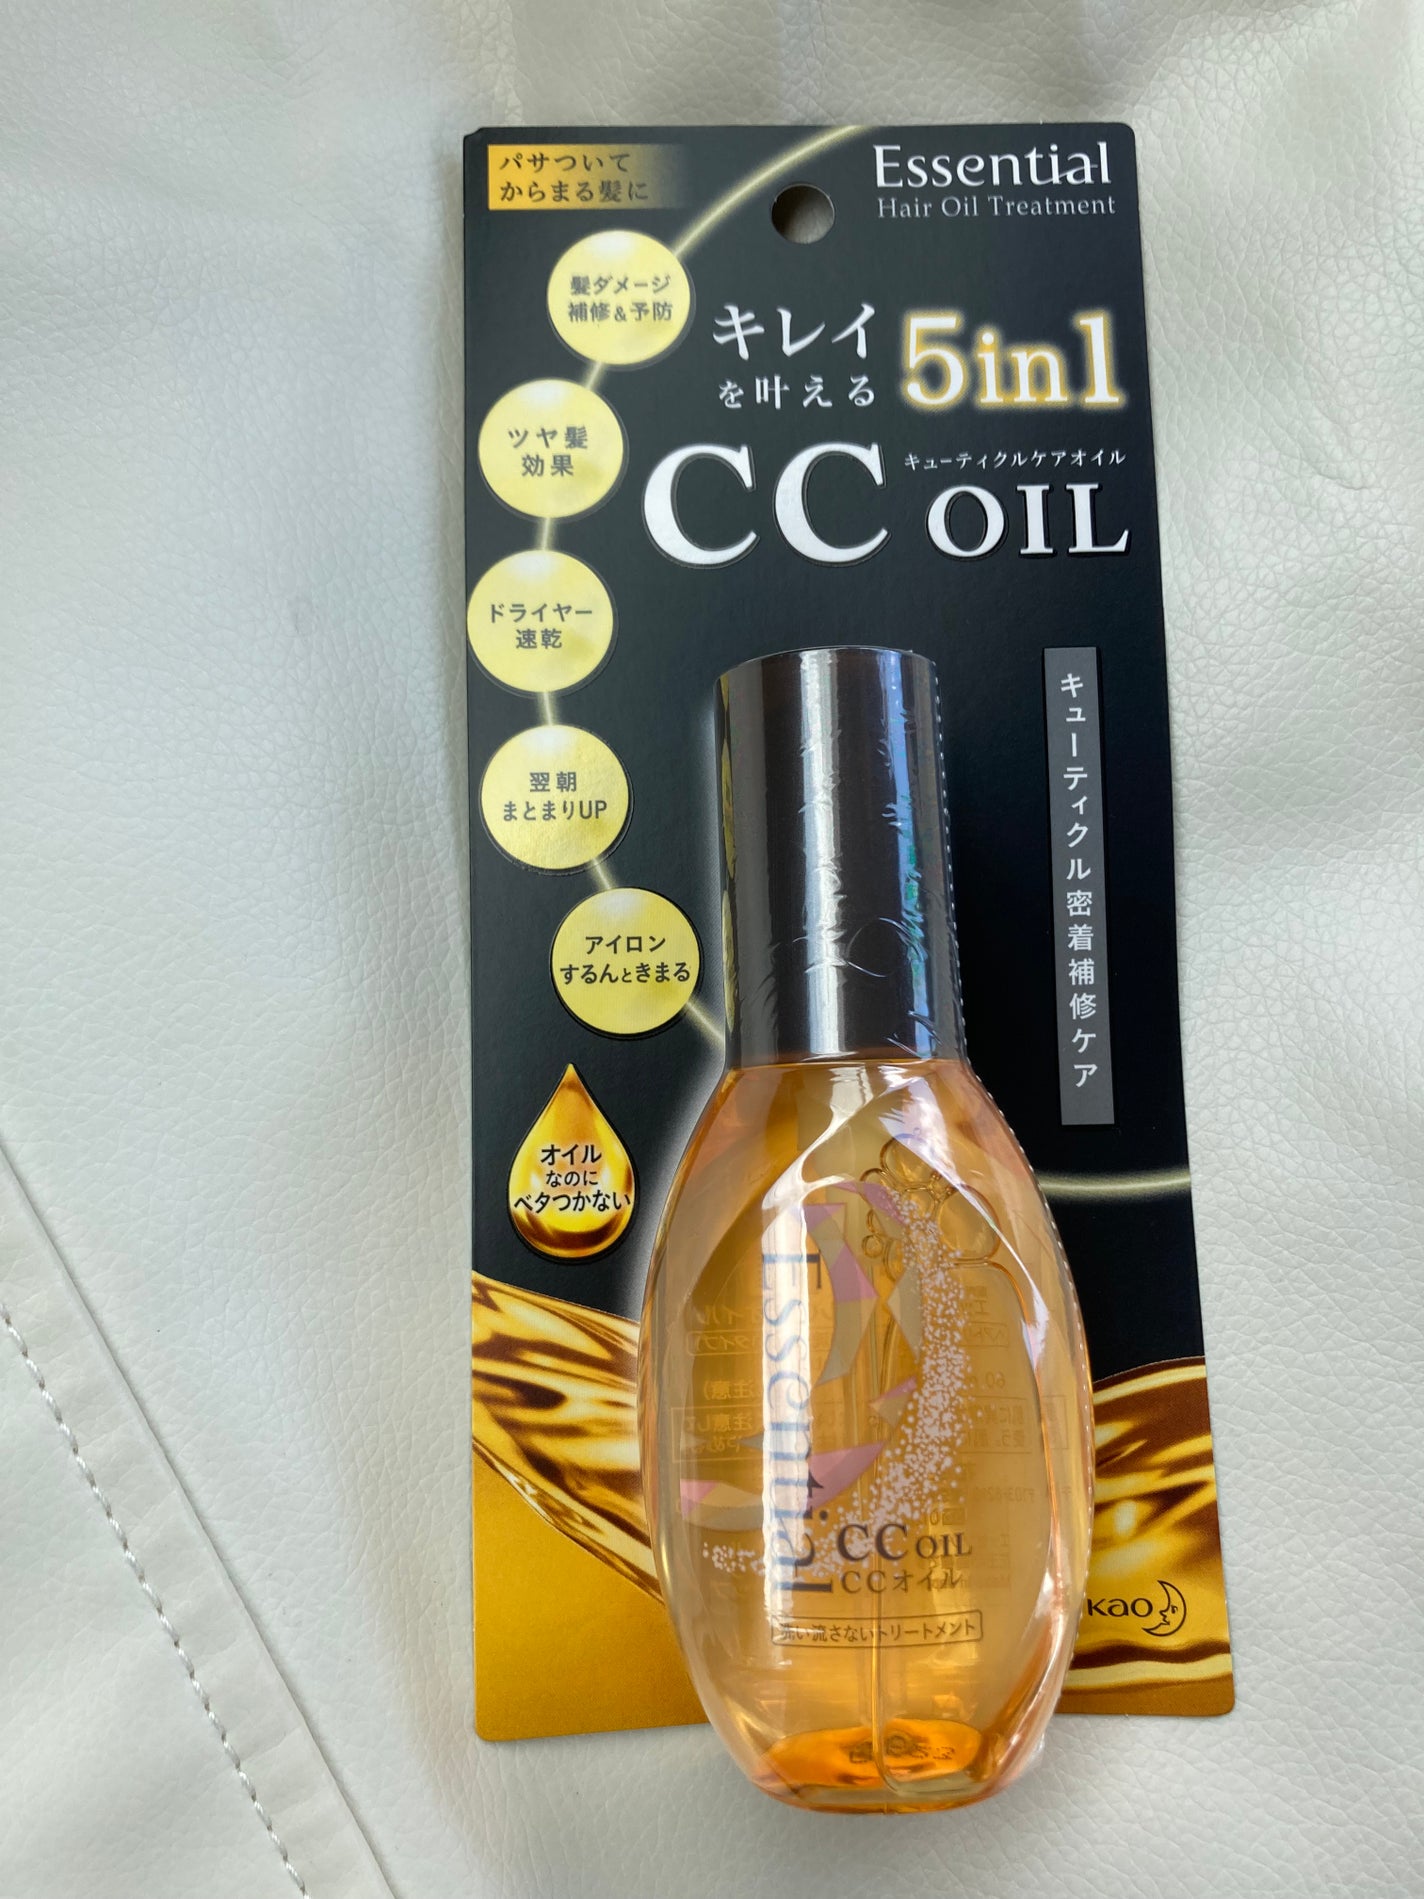 パサついて
からまる髪に
Essential
Hair Oil Treatment
髪ダメージ
補修&予防
キレイ
を叶える
5in1
ツヤ髪
効果
キューティクルケアオイル
CC OIL
ドライヤー
速乾
翌朝
まとまりUP
アイロン
するんときまる
キューティクル密着補修ケア
オイル
なのに
ベタつかない
Essential
CC OIL
CCオイル
洗い流さないトリートメント
kao